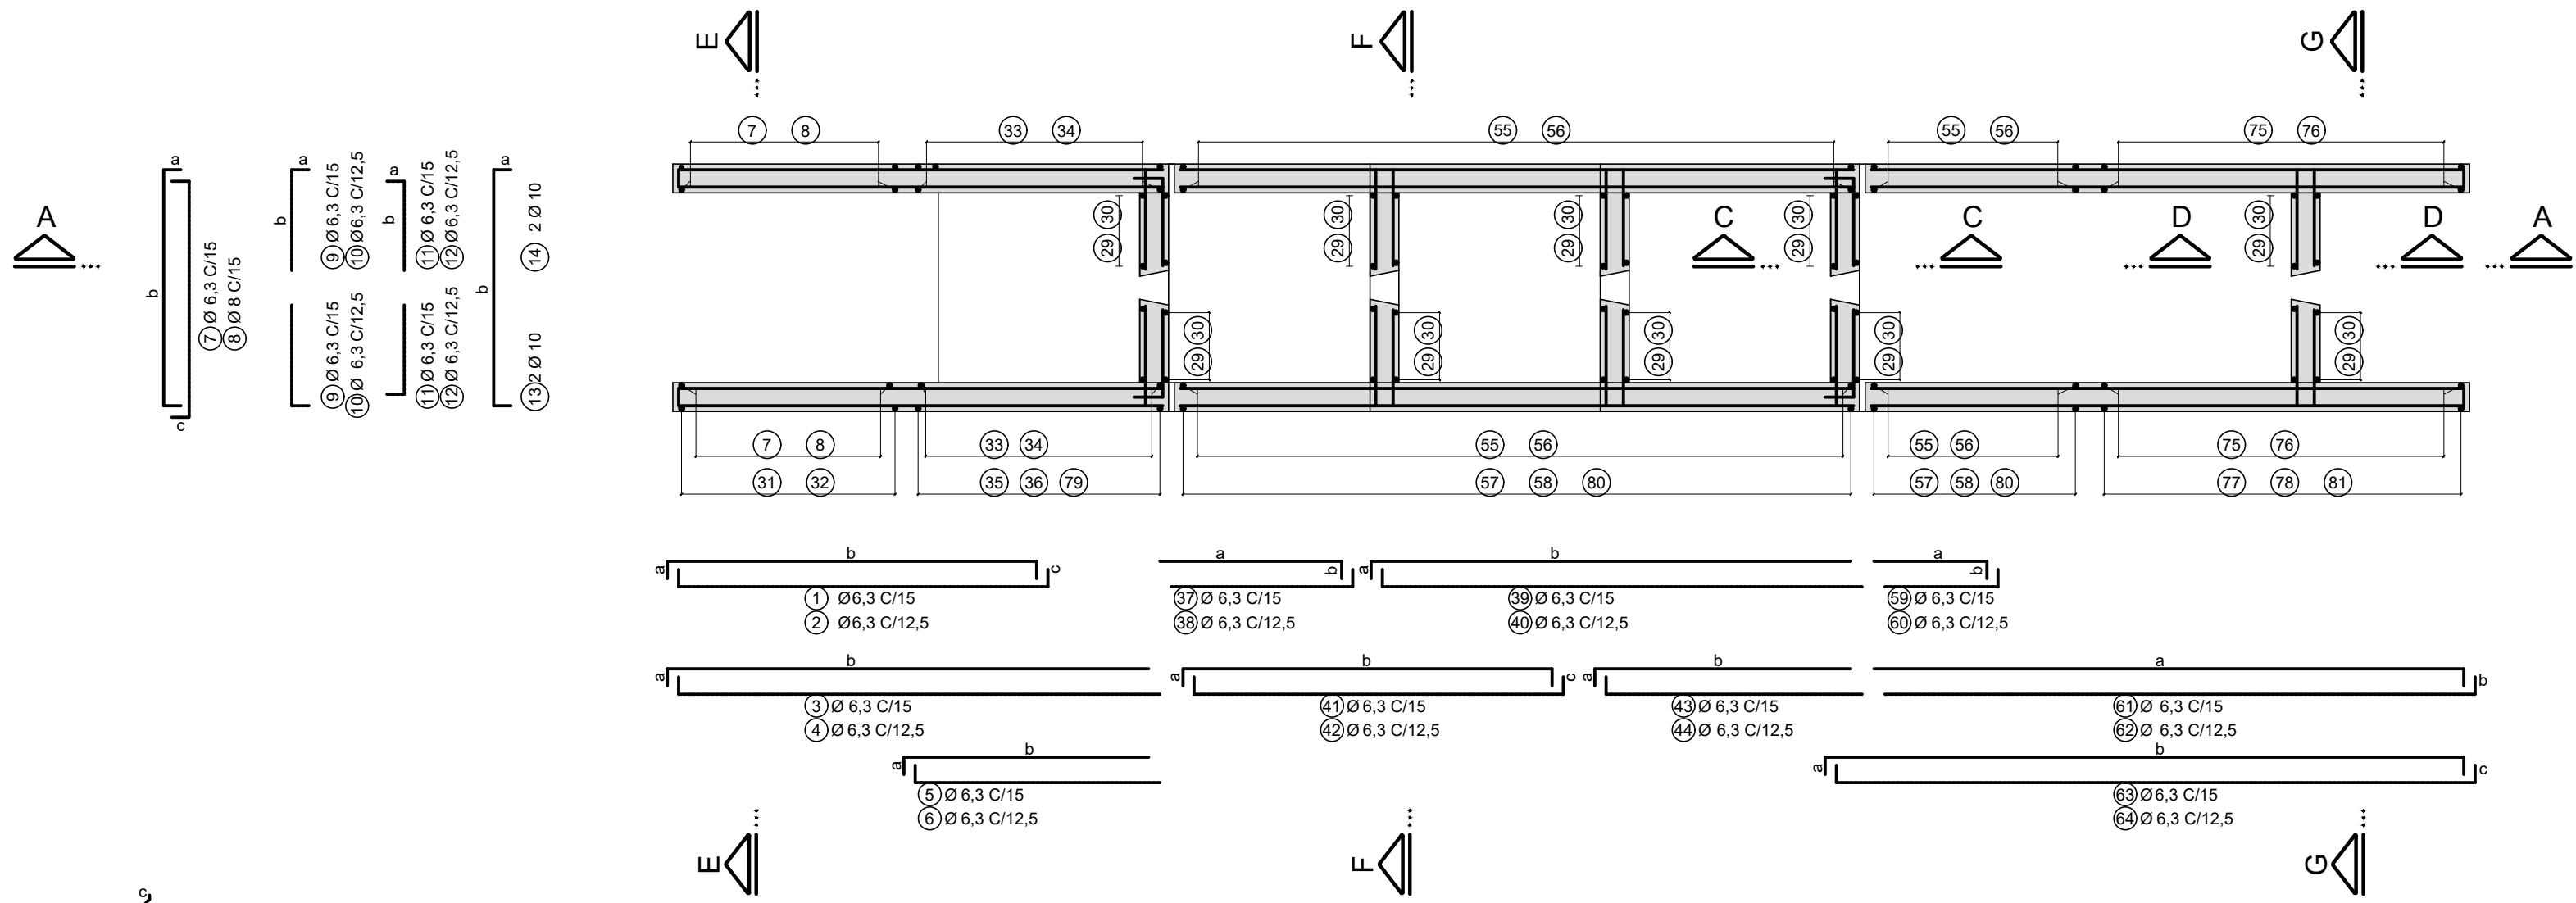 E
F
G
7 8
33 34
55 56
55 56
75 76
A
a
b
c
7 Ø 6,3 C/15
8 Ø 8 C/15
a
b
9 Ø 6,3 C/15
10 Ø 6,3 C/12,5
9 Ø 6,3 C/15
10 Ø 6,3 C/12,5
a
b
11 Ø 6,3 C/15
12 Ø 6,3 C/12,5
11 Ø 6,3 C/15
12 Ø 6,3 C/12,5
a
b
14 2 Ø 10
13 2 Ø 10
29 30
29 30
29 30
C
29 30
C
D
29 30
D
A
29 30
29 30
29 30
29 30
29 30
7 8
33 34
55 56
55 56
75 76
31 32
35 36 79
57 58 80
57 58 80
77 78 81
a b c
1 Ø6,3 C/15
2 Ø6,3 C/12,5
a b
37 Ø 6,3 C/15
38 Ø 6,3 C/12,5
a b
39 Ø 6,3 C/15
40 Ø 6,3 C/12,5
a b
59 Ø 6,3 C/15
60 Ø 6,3 C/12,5
a b
3 Ø 6,3 C/15
4 Ø 6,3 C/12,5
a b c
41 Ø 6,3 C/15
42 Ø 6,3 C/12,5
a b
43 Ø 6,3 C/15
44 Ø 6,3 C/12,5
a b
61 Ø 6,3 C/15
62 Ø 6,3 C/12,5
a b
5 Ø 6,3 C/15
6 Ø 6,3 C/12,5
a b c
63 Ø 6,3 C/15
64 Ø 6,3 C/12,5
E
F
G
c